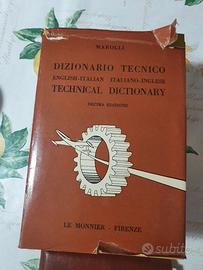 MAROLLI
DIZIONARIO TECNICO
ENGLISH-ITALIAN ITALIANO-INGLESE
TECHNICAL DICTIONARY
DECIMA EDIZIONE
LE MONNIER - FIRENZE
subito